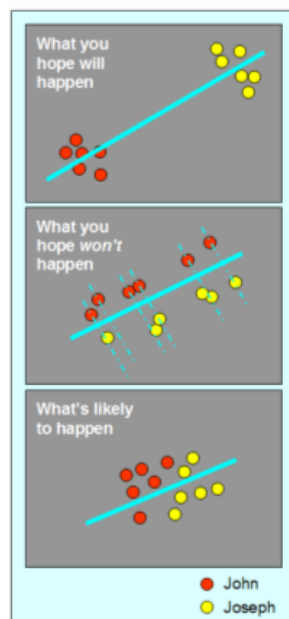 What you
hope will
happen
What you
hope won't
happen
What's likely
to happen
John
Joseph